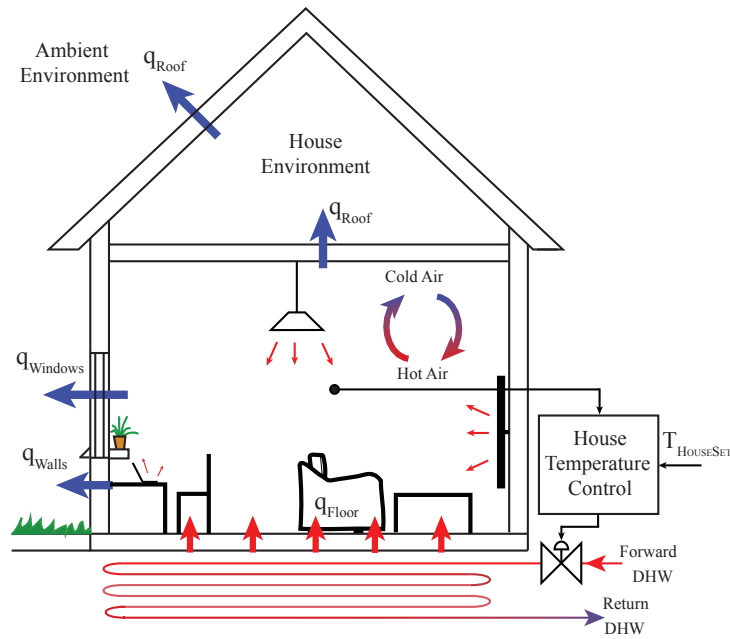 Ambient
Environment
qRoof
House
Environment
qRoof
Cold Air
Hot Air
qWindows
qWalls
qFloor
House
Temperature
Control
THouseSet
Forward
DHW
Return
DHW